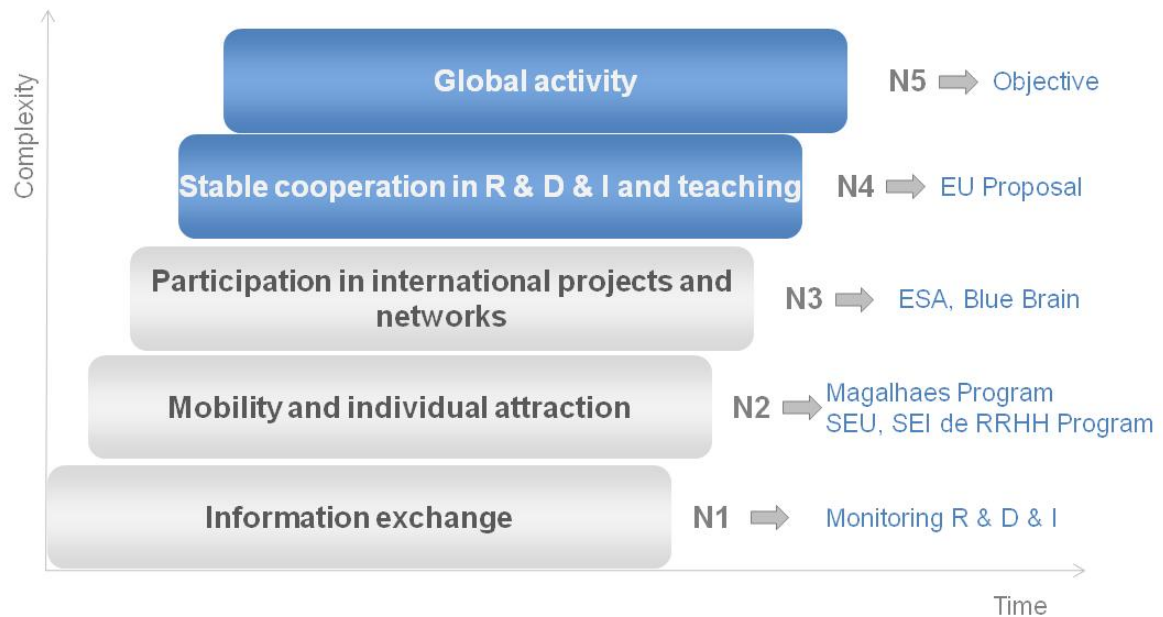 Complexity
Global activity
N5
Objective
Stable cooperation in R & D & I and teaching
N4
EU Proposal
Participation in international projects and
networks
N3
ESA, Blue Brain
Mobility and individual attraction
N2
Magalhaes Program
SEU, SEI de RRHH Program
Information exchange
N1
Monitoring R & D & I
Time